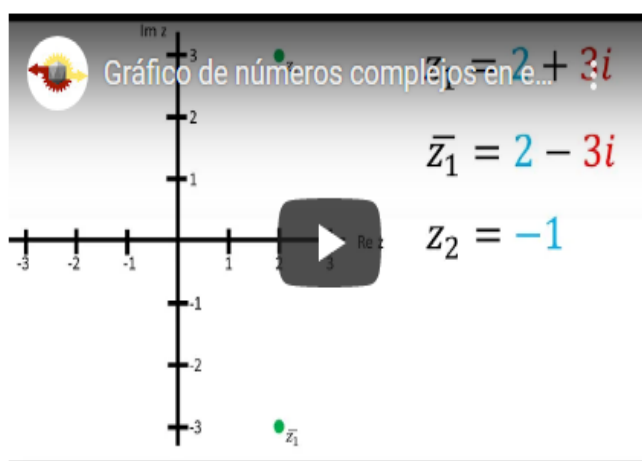 Im z
Gráfico de números complejos en e...
z₁ = 2 + 3i
z̄₁ = 2 − 3i
z₂ = −1
3
2
1
-3 -2 -1 1 2 3 Re z
-1
-2
-3
z̄₁